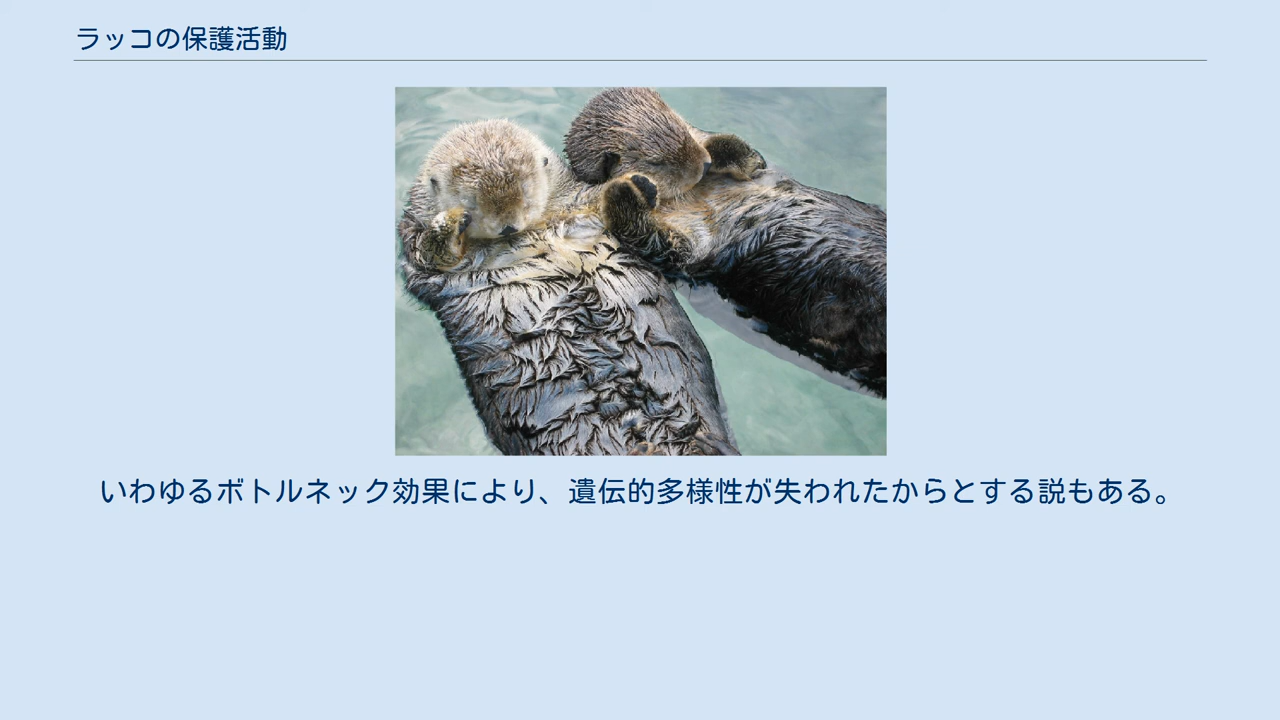 ラッコの保護活動
いわゆるボトルネック効果により、遺伝的多様性が失われたからとする説もある。